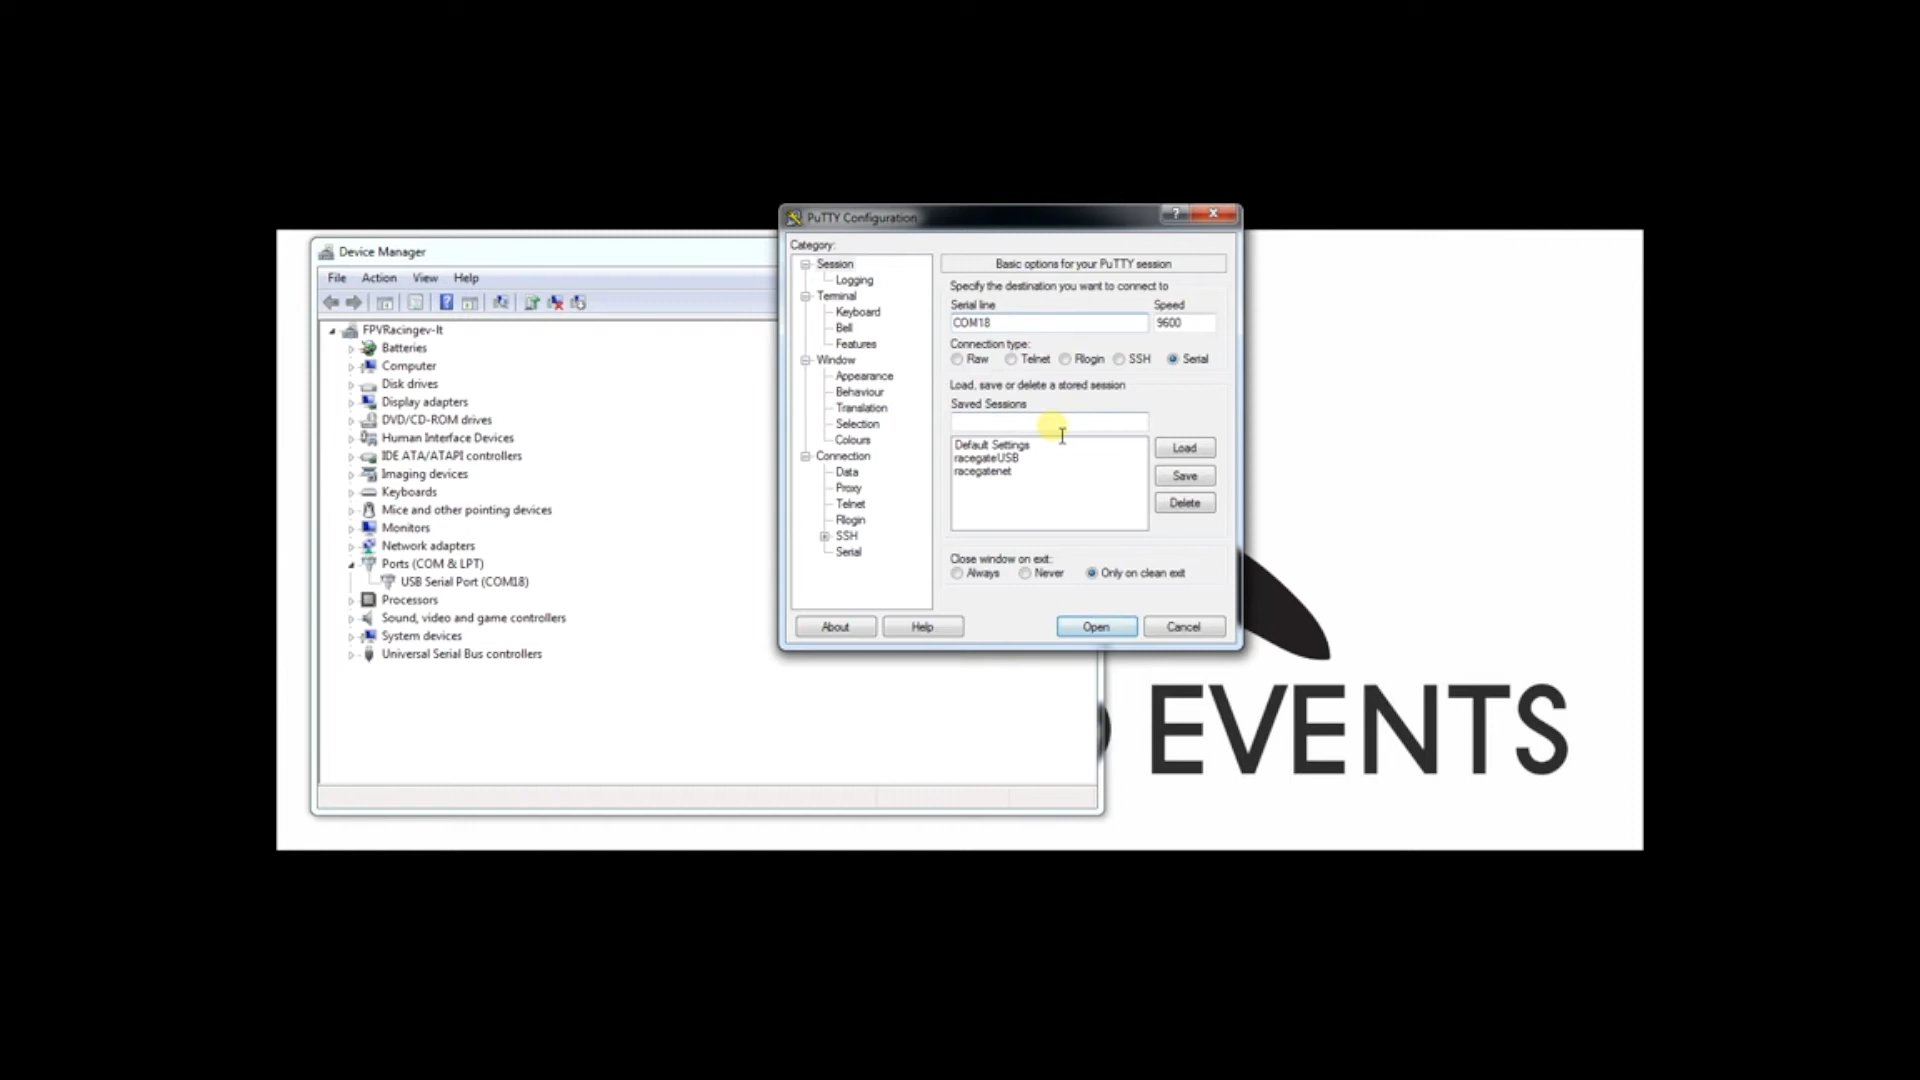 Device Manager
File Action View Help
FPVRacingev-lt
Batteries
Computer
Disk drives
Display adapters
DVD/CD-ROM drives
Human Interface Devices
IDE ATA/ATAPI controllers
Imaging devices
Keyboards
Mice and other pointing devices
Monitors
Network adapters
Ports (COM & LPT)
USB Serial Port (COM18)
Processors
Sound, video and game controllers
System devices
Universal Serial Bus controllers
PuTTY Configuration
Category:
Session
Logging
Terminal
Keyboard
Bell
Features
Window
Appearance
Behaviour
Translation
Selection
Colours
Connection
Data
Proxy
Telnet
Rlogin
SSH
Serial
Basic options for your PuTTY session
Specify the destination you want to connect to
Serial line Speed
COM18 9600
Connection type:
Raw Telnet Rlogin SSH Serial
Load, save or delete a stored session
Saved Sessions
Default Settings
racegateUSB
racegatenet
Load
Save
Delete
Close window on exit:
Always Never Only on clean exit
About Help Open Cancel
EVENTS